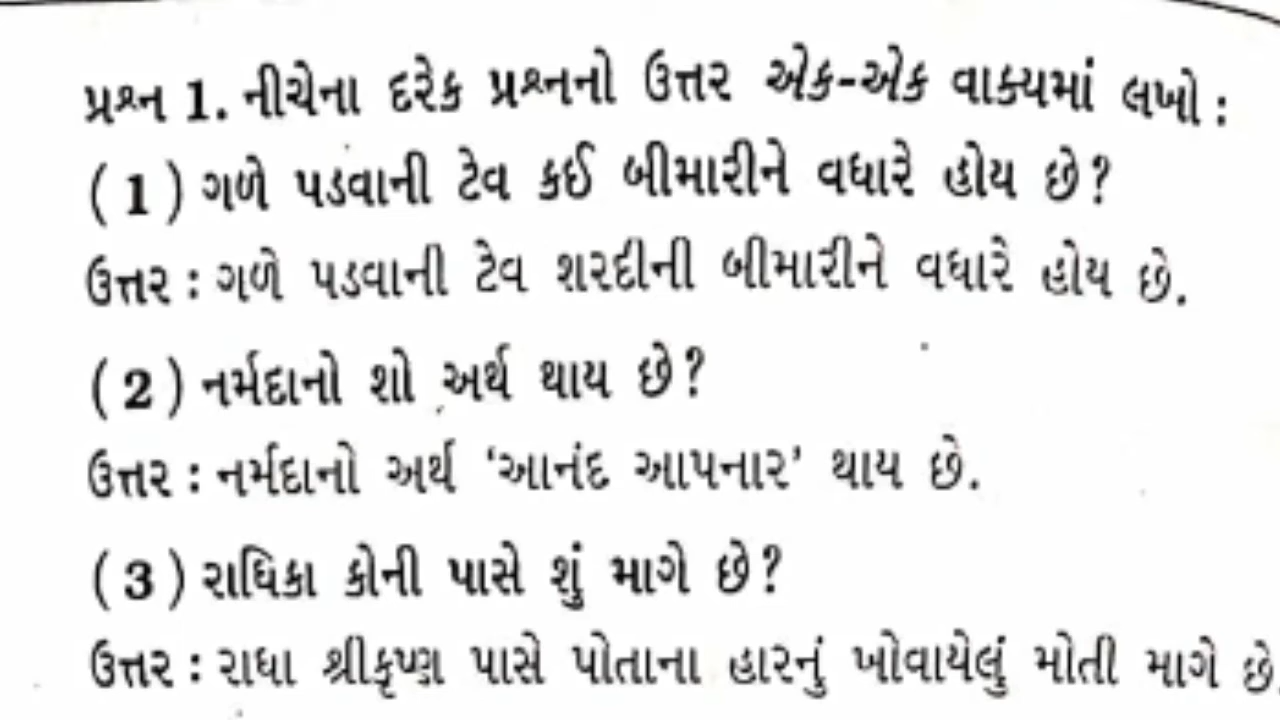 પ્રશ્ન 1. નીચેના દરેક પ્રશ્નનો ઉત્તર એક-એક વાક્યમાં લખો :
(1) ગળે પડવાની ટેવ કઈ બીમારીને વધારે હોય છે?
ઉત્તર : ગળે પડવાની ટેવ શરદીની બીમારીને વધારે હોય છે.
(2) નર્મદાનો શો અર્થ થાય છે?
ઉત્તર : નર્મદાનો અર્થ ‘આનંદ આપનાર’ થાય છે.
(3) રાધિકા કોની પાસે શું માગે છે?
ઉત્તર : રાધા શ્રીકૃષ્ણ પાસે પોતાના હારનું ખોવાયેલું મોતી માગે છે.